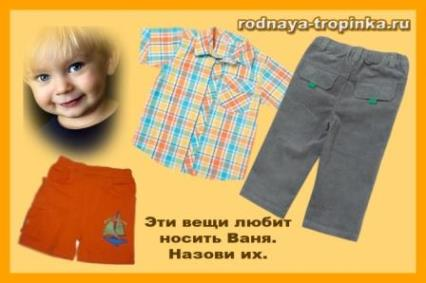 rodnaya-tropinka.ru
Эти вещи любит
носить Ваня.
Назови их.